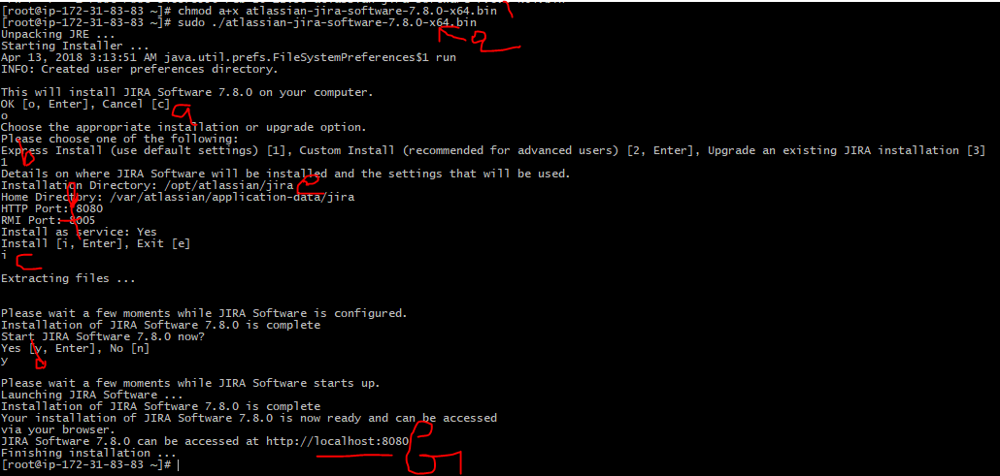 [root@ip-172-31-83-83 ~]# chmod a+x atlassian-jira-software-7.8.0-x64.bin
[root@ip-172-31-83-83 ~]# sudo ./atlassian-jira-software-7.8.0-x64.bin
Unpacking JRE ...
Starting Installer ...
Apr 13, 2018 3:13:51 AM java.util.prefs.FileSystemPreferences$1 run
INFO: Created user preferences directory.
This will install JIRA Software 7.8.0 on your computer.
OK [o, Enter], Cancel [c]
o
a
Choose the appropriate installation or upgrade option.
Please choose one of the following:
Express Install (use default settings) [1], Custom Install (recommended for advanced users) [2, Enter], Upgrade an existing JIRA installation [3]
b
1
Details on where JIRA Software will be installed and the settings that will be used.
Installation Directory: /opt/atlassian/jira
Home Directory: /var/atlassian/application-data/jira
HTTP Port: 8080
RMI Port: 8005
Install as service: Yes
Install [i, Enter], Exit [e]
i
c
Extracting files ...
Please wait a few moments while JIRA Software is configured.
Installation of JIRA Software 7.8.0 is complete
Start JIRA Software 7.8.0 now?
Yes [y, Enter], No [n]
y
Please wait a few moments while JIRA Software starts up.
Launching JIRA Software ...
Installation of JIRA Software 7.8.0 is complete
Your installation of JIRA Software 7.8.0 is now ready and can be accessed
via your browser.
JIRA Software 7.8.0 can be accessed at http://localhost:8080
Finishing installation ...
[root@ip-172-31-83-83 ~]#